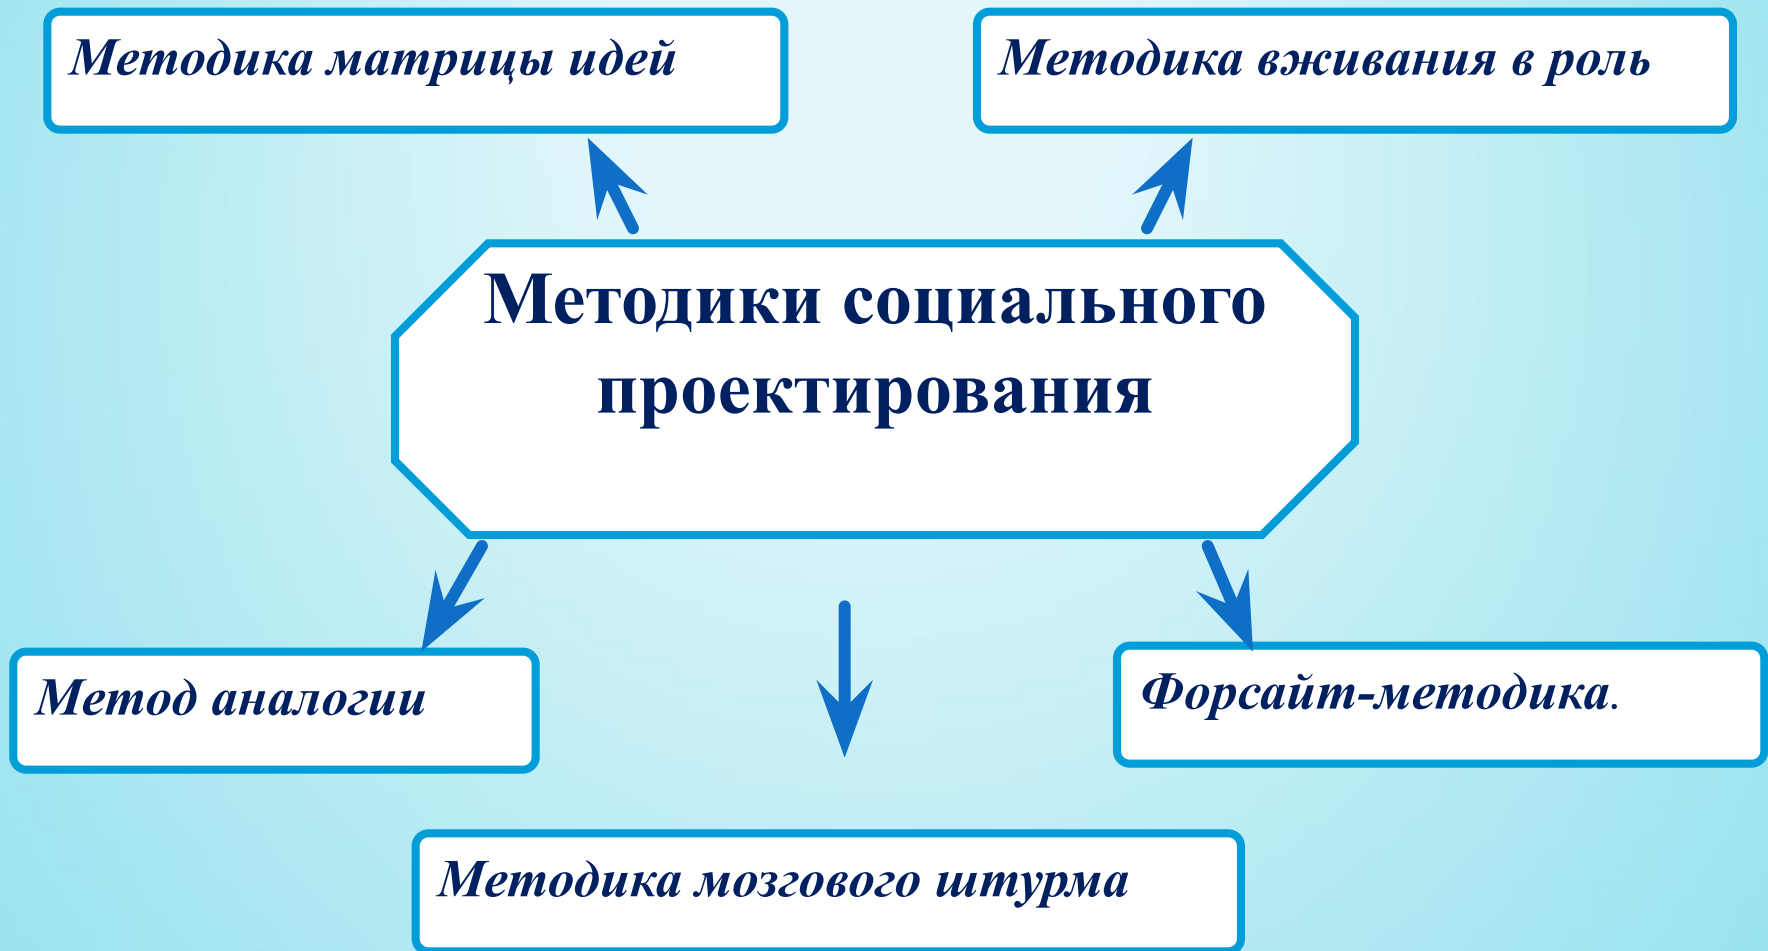 Методика матрицы идей
Методика вживания в роль
Методики социального
проектирования
Метод аналогии
Форсайт-методика.
Методика мозгового штурма